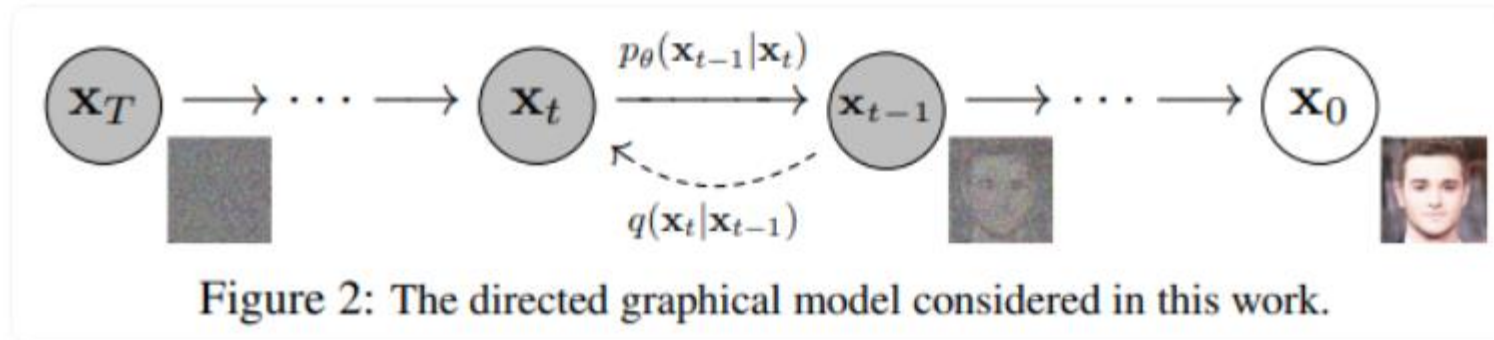 p_θ(𝐱_{t−1}|𝐱_t)
𝐱_T ⟶ ⋯ ⟶ 𝐱_t ⟶ 𝐱_{t−1} ⟶ ⋯ ⟶ 𝐱_0
q(𝐱_t|𝐱_{t−1})
Figure 2: The directed graphical model considered in this work.